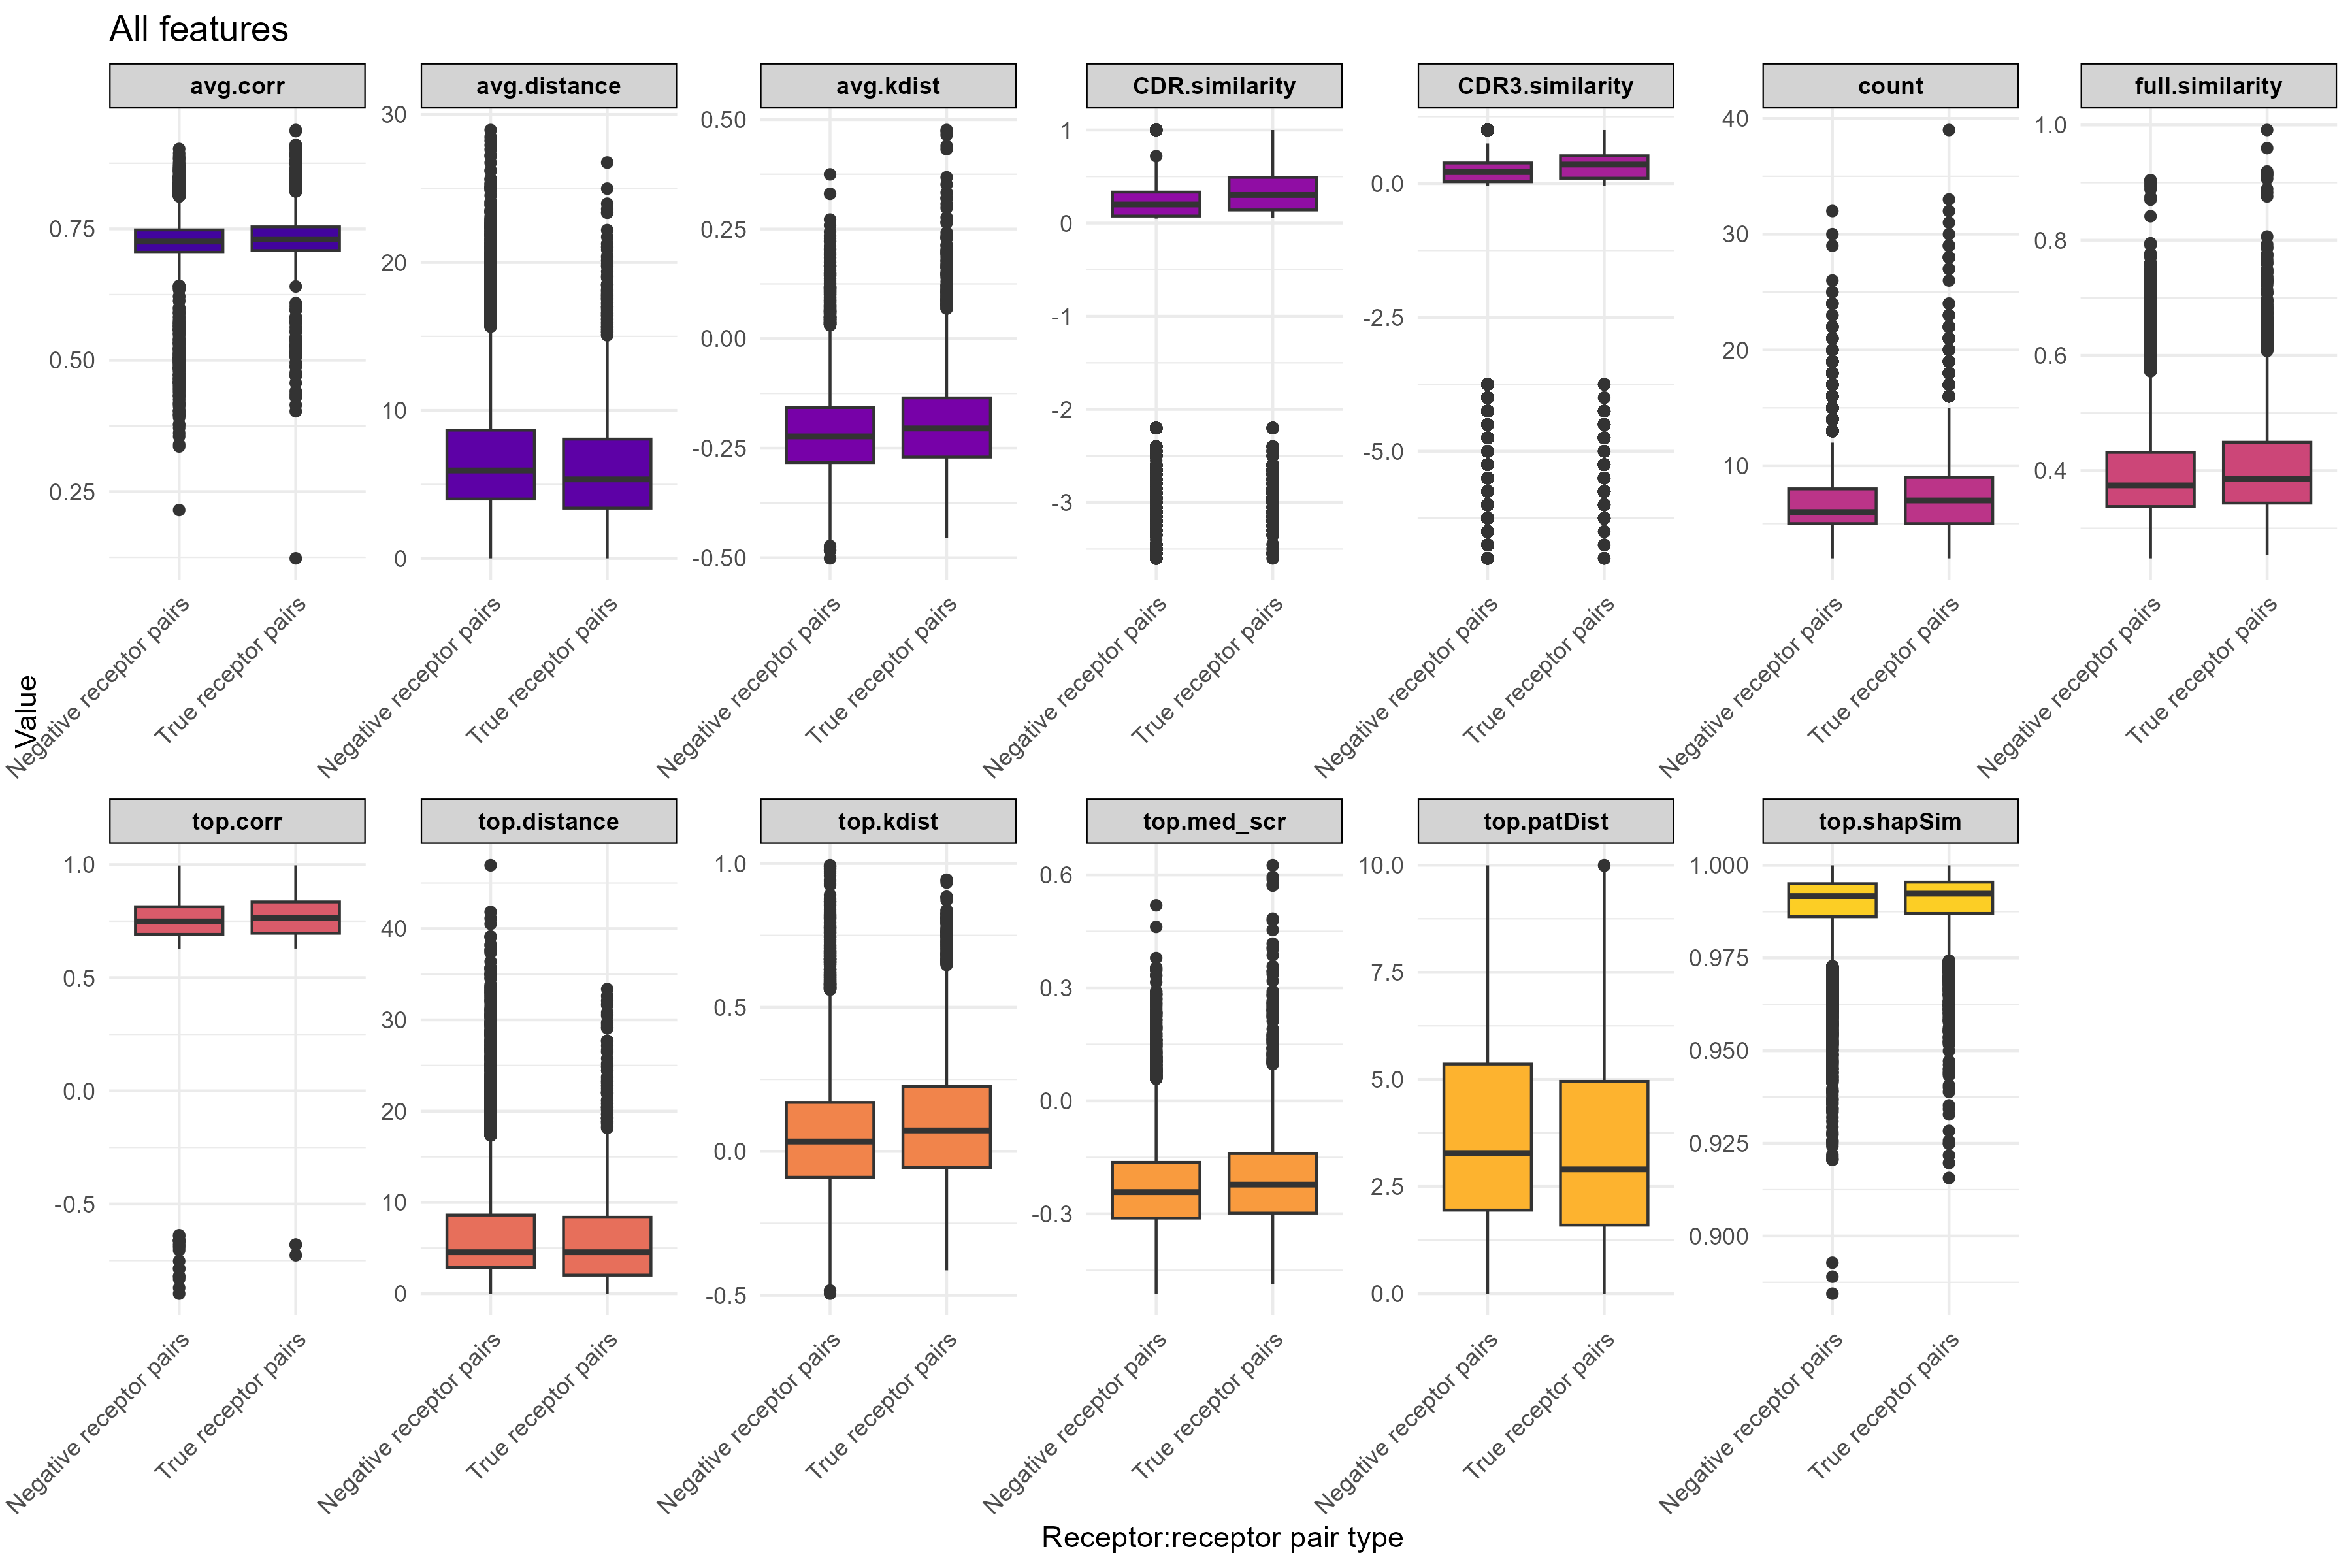 All features
avg.corr avg.distance avg.kdist CDR.similarity CDR3.similarity count full.similarity
0.75
0.50
0.25
30
20
10
0
0.50
0.25
0.00
-0.25
-0.50
1
0
-1
-2
-3
0.0
-2.5
-5.0
40
30
20
10
1.0
0.8
0.6
0.4
Negative receptor pairs
True receptor pairs
Negative receptor pairs
True receptor pairs
Negative receptor pairs
True receptor pairs
Negative receptor pairs
True receptor pairs
Negative receptor pairs
True receptor pairs
Negative receptor pairs
True receptor pairs
Negative receptor pairs
True receptor pairs
Value
top.corr top.distance top.kdist top.med_scr top.patDist top.shapSim
1.0
0.5
0.0
-0.5
40
30
20
10
0
1.0
0.5
0.0
-0.5
0.6
0.3
0.0
-0.3
10.0
7.5
5.0
2.5
0.0
1.000
0.975
0.950
0.925
0.900
Negative receptor pairs
True receptor pairs
Negative receptor pairs
True receptor pairs
Negative receptor pairs
True receptor pairs
Negative receptor pairs
True receptor pairs
Negative receptor pairs
True receptor pairs
Negative receptor pairs
True receptor pairs
Receptor:receptor pair type